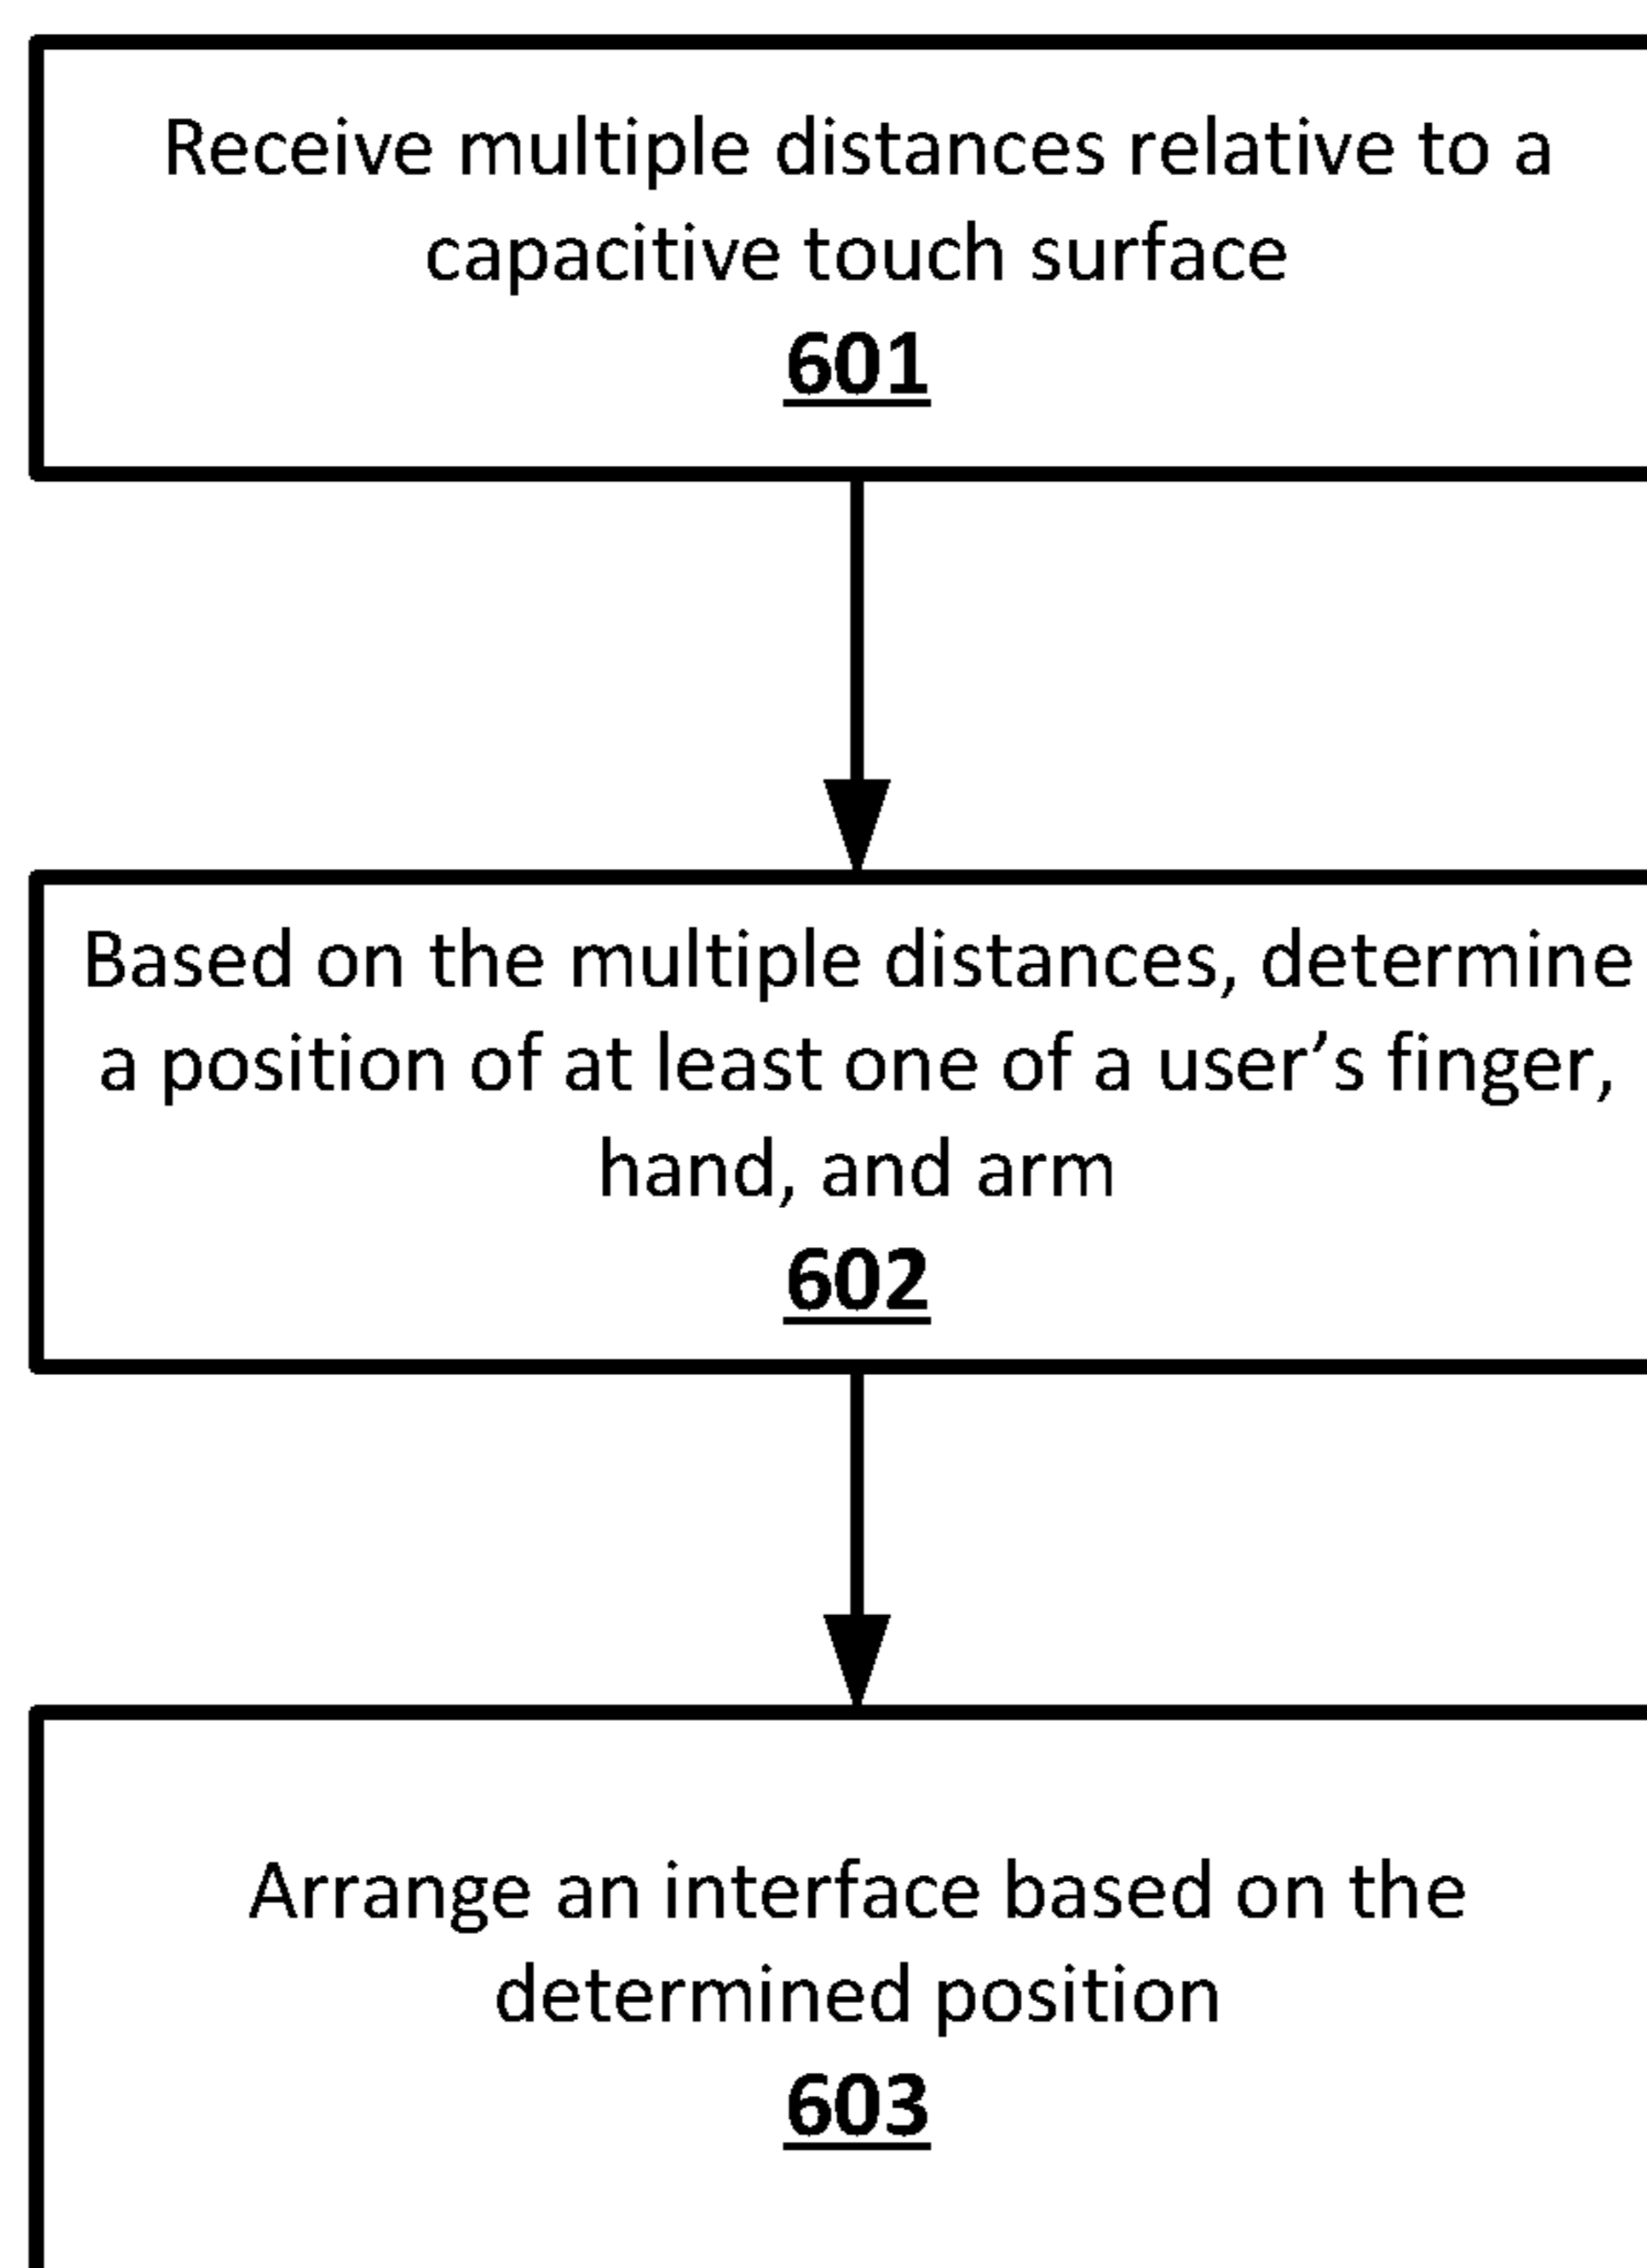 Receive multiple distances relative to a
capacitive touch surface
601
Based on the multiple distances, determine
a position of at least one of a user’s finger,
hand, and arm
602
Arrange an interface based on the
determined position
603